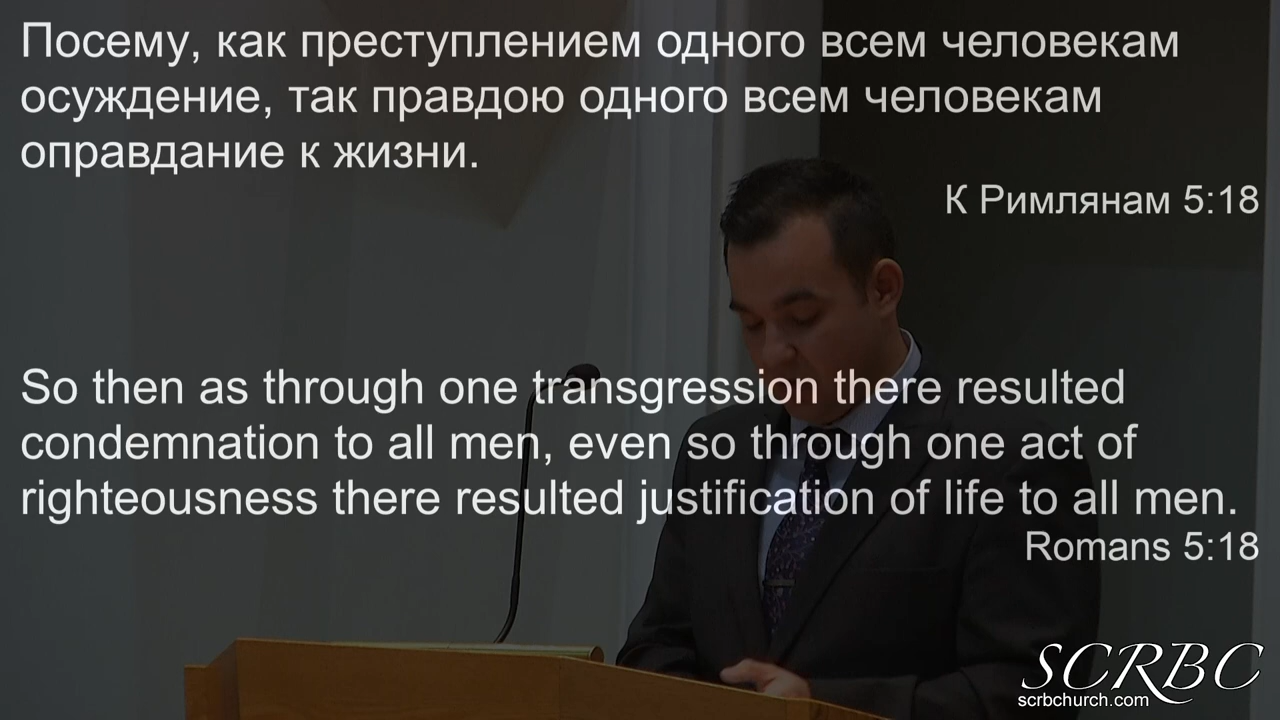 Посему, как преступлением одного всем человекам
осуждение, так правдою одного всем человекам
оправдание к жизни.
К Римлянам 5:18
So then as through one transgression there resulted
condemnation to all men, even so through one act of
righteousness there resulted justification of life to all men.
Romans 5:18
SCRBC
scrbchurch.com